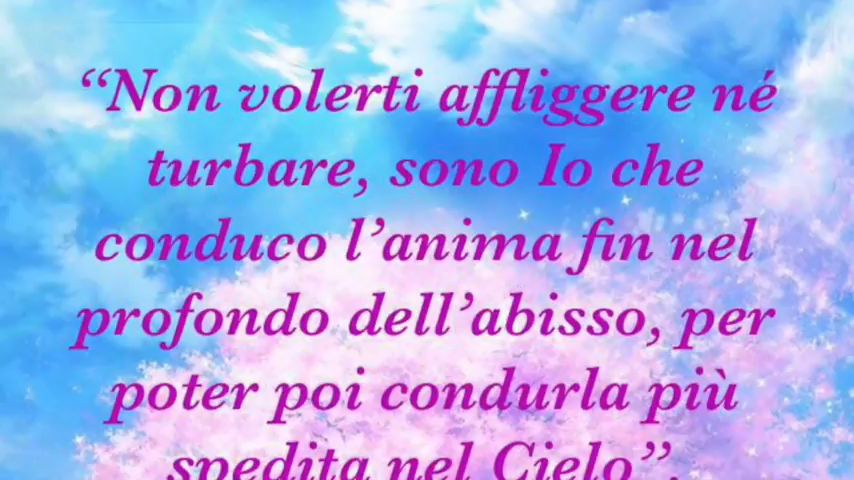 “Non volerti affliggere né
turbare, sono Io che
conduco l’anima fin nel
profondo dell’abisso, per
poter poi condurla più
spedita nel Cielo”.